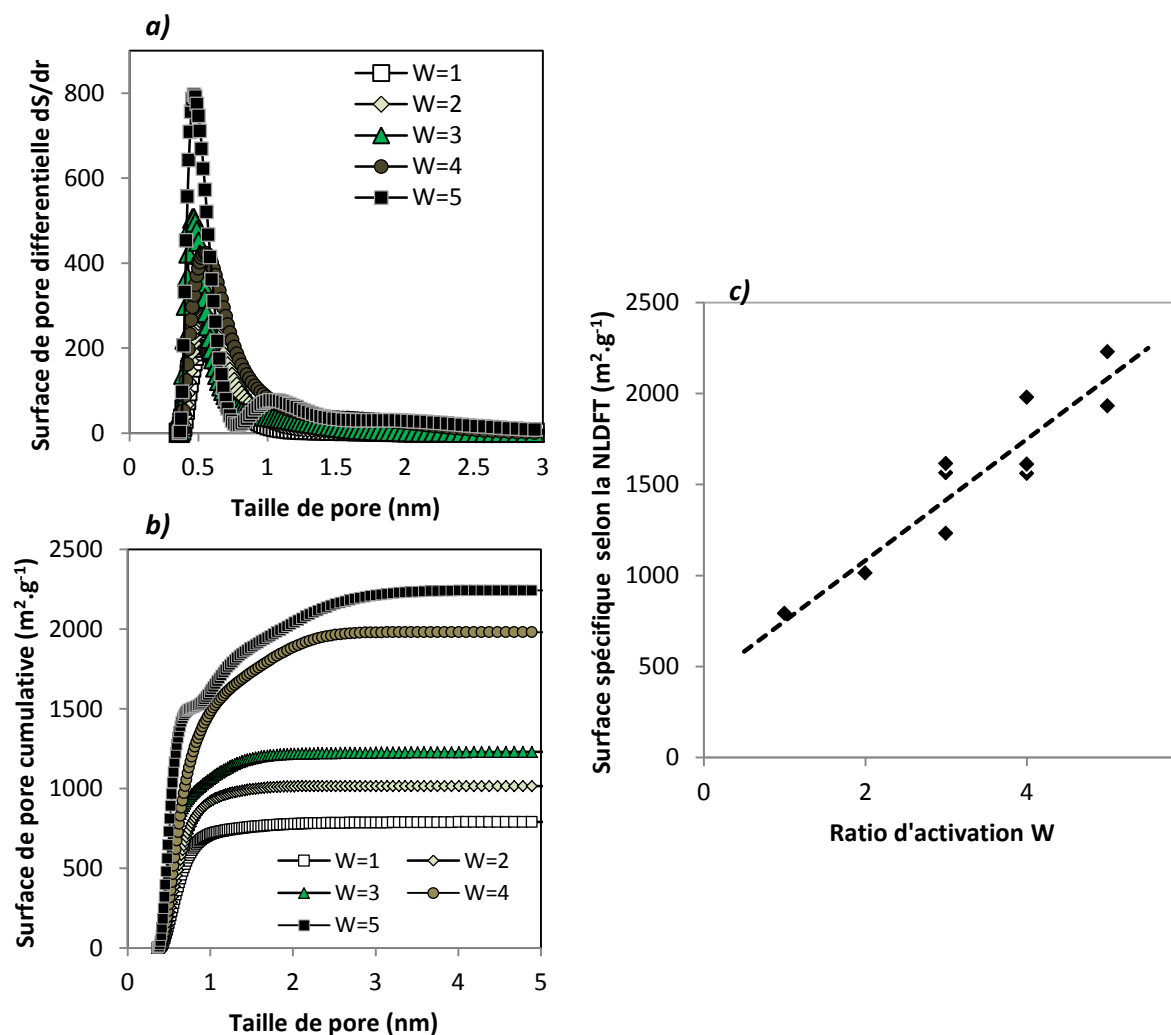 a)
Surface de pore differentielle dS/dr
800
600
400
200
0
W=1
W=2
W=3
W=4
W=5
0 0.5 1 1.5 2 2.5 3
Taille de pore (nm)
b)
Surface de pore cumulative (m².g⁻¹)
2500
2000
1500
1000
500
0
W=1 W=2
W=3 W=4
W=5
0 1 2 3 4 5
Taille de pore (nm)
c)
Surface spécifique selon la NLDFT (m².g⁻¹)
2500
2000
1500
1000
500
0
0 2 4
Ratio d'activation W